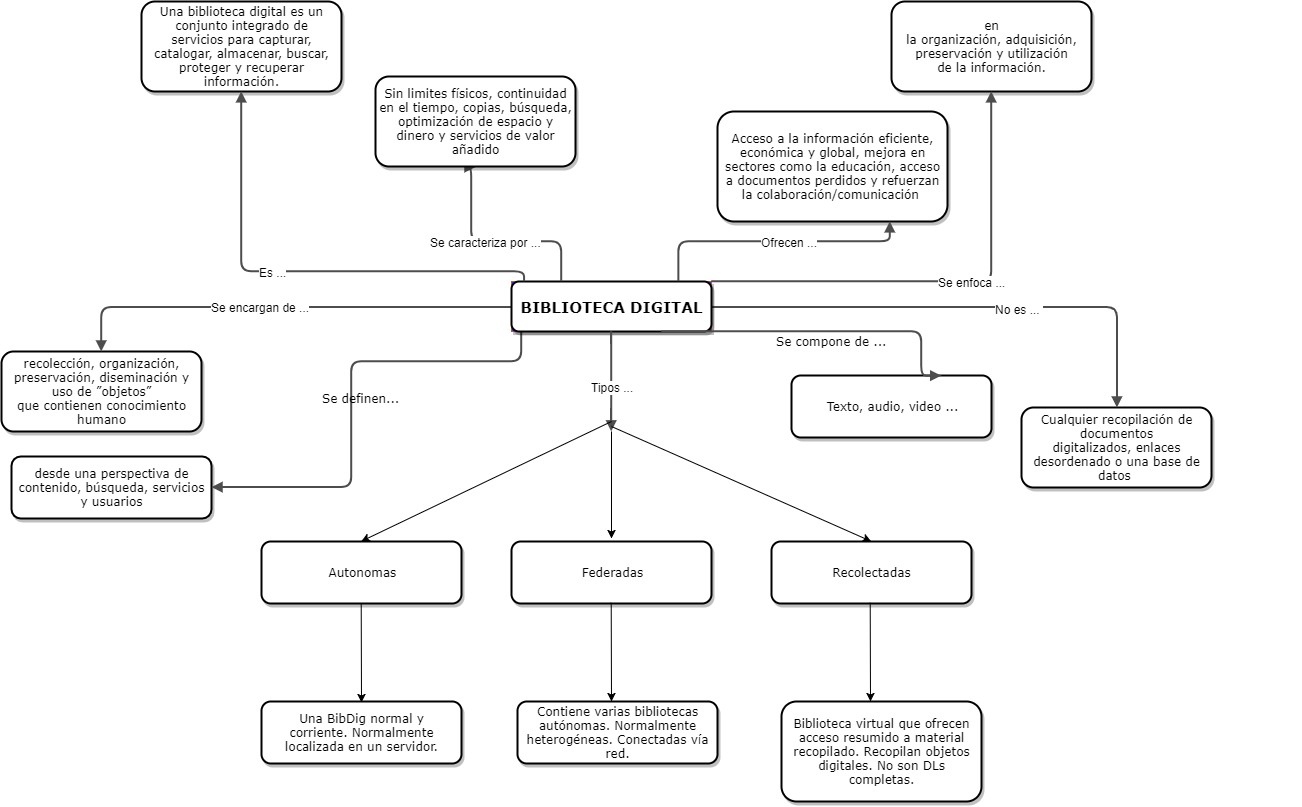 Una biblioteca digital es un
conjunto integrado de
servicios para capturar,
catalogar, almacenar, buscar,
proteger y recuperar
información.
en
la organización, adquisición,
preservación y utilización
de la información.
Sin limites físicos, continuidad
en el tiempo, copias, búsqueda,
optimización de espacio y
dinero y servicios de valor
añadido
Acceso a la información eficiente,
económica y global, mejora en
sectores como la educación, acceso
a documentos perdidos y refuerzan
la colaboración/comunicación
Se caracteriza por ...
Ofrecen ...
Es ...
Se enfoca ...
Se encargan de ...
BIBLIOTECA DIGITAL
No es ...
Se compone de ...
recolección, organización,
preservación, diseminación y
uso de ”objetos”
que contienen conocimiento
humano
Tipos ...
Se definen...
Texto, audio, video ...
Cualquier recopilación de
documentos
digitalizados, enlaces
desordenado o una base de
datos
desde una perspectiva de
contenido, búsqueda, servicios
y usuarios
Autonomas
Federadas
Recolectadas
Una BibDig normal y
corriente. Normalmente
localizada en un servidor.
Contiene varias bibliotecas
autónomas. Normalmente
heterogéneas. Conectadas vía
red.
Biblioteca virtual que ofrecen
acceso resumido a material
recopilado. Recopilan objetos
digitales. No son DLs
completas.